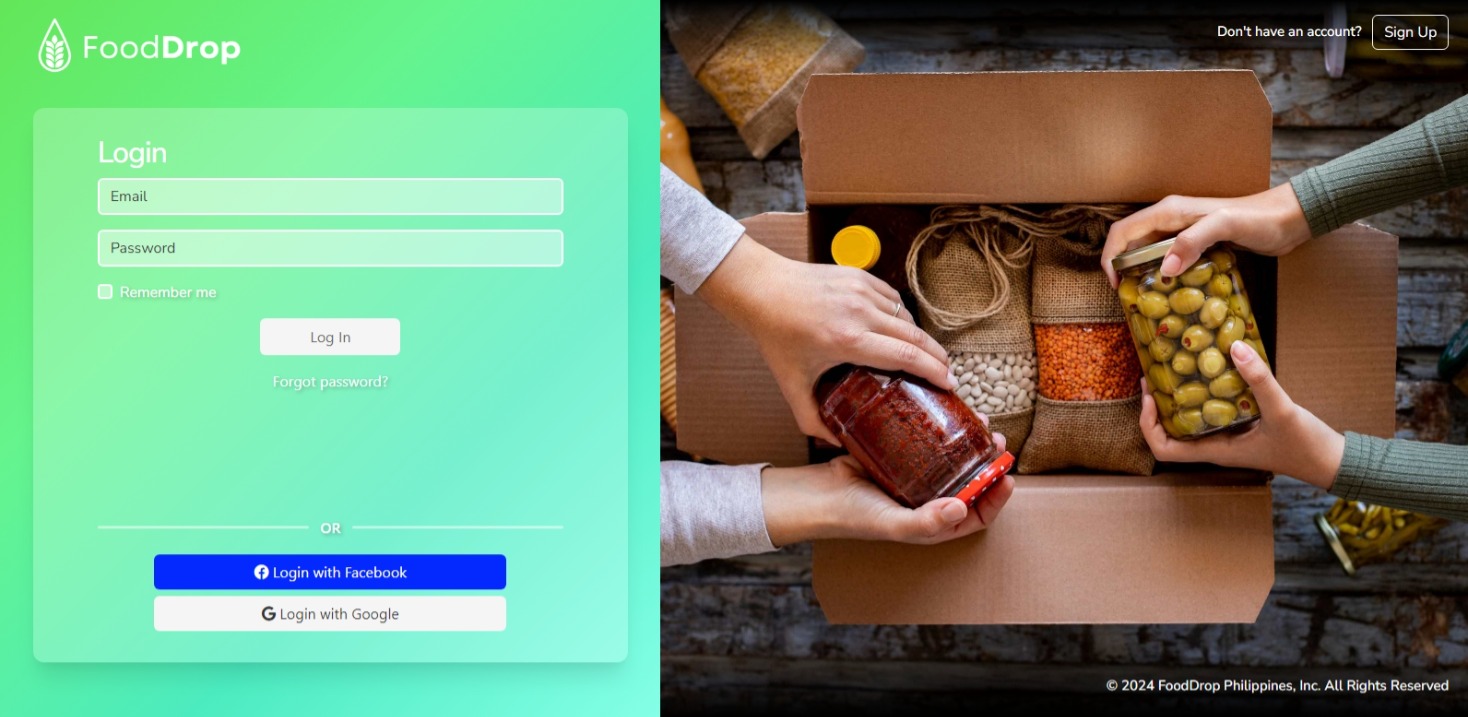 FoodDrop
Don't have an account? Sign Up
Login
Email
Password
Remember me
Log In
Forgot password?
OR
Login with Facebook
Login with Google
© 2024 FoodDrop Philippines, Inc. All Rights Reserved